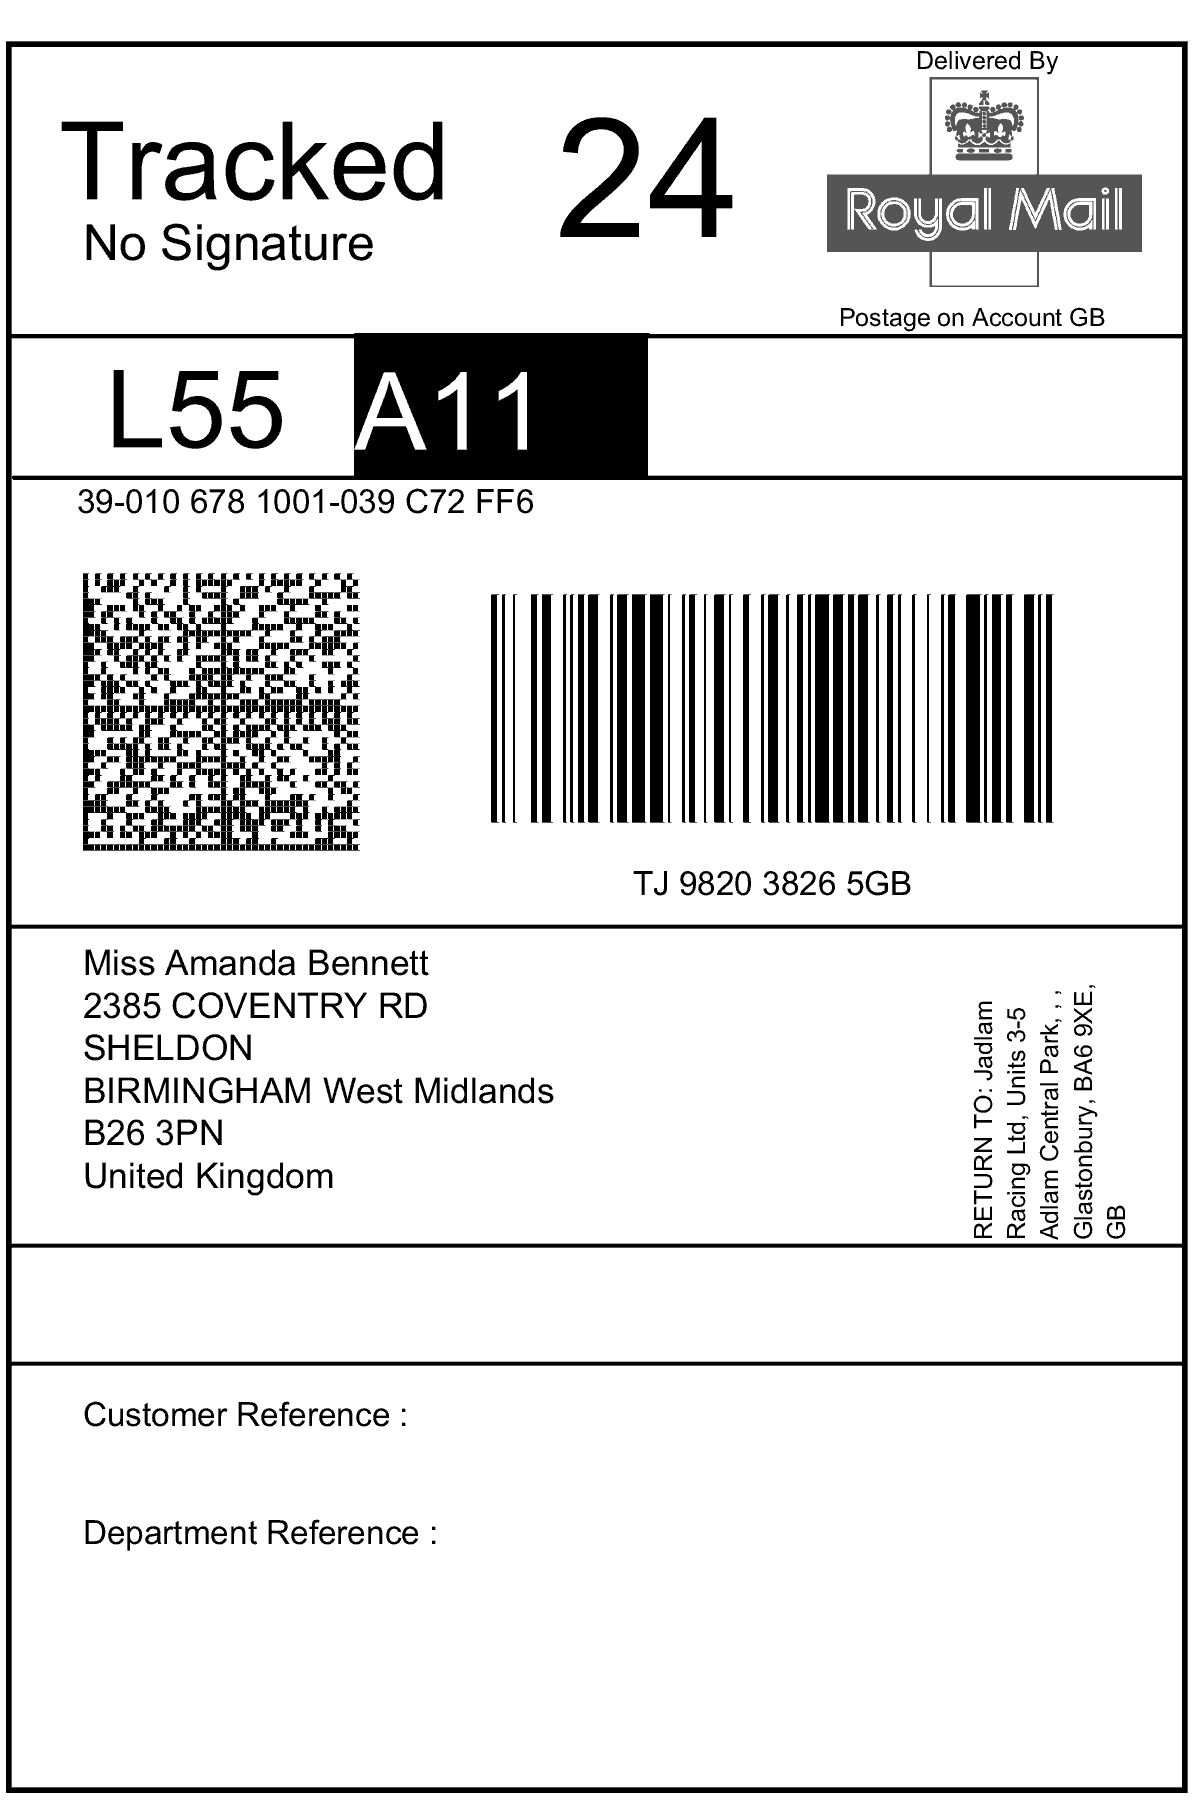 Delivered By
Tracked 24
No Signature
Royal Mail
Postage on Account GB
L55 A11
39-010 678 1001-039 C72 FF6
TJ 9820 3826 5GB
Miss Amanda Bennett
2385 COVENTRY RD
SHELDON
BIRMINGHAM West Midlands
B26 3PN
United Kingdom
RETURN TO: Jadlam
Racing Ltd, Units 3-5
Adlam Central Park, , ,
Glastonbury, BA6 9XE,
GB
Customer Reference :
Department Reference :